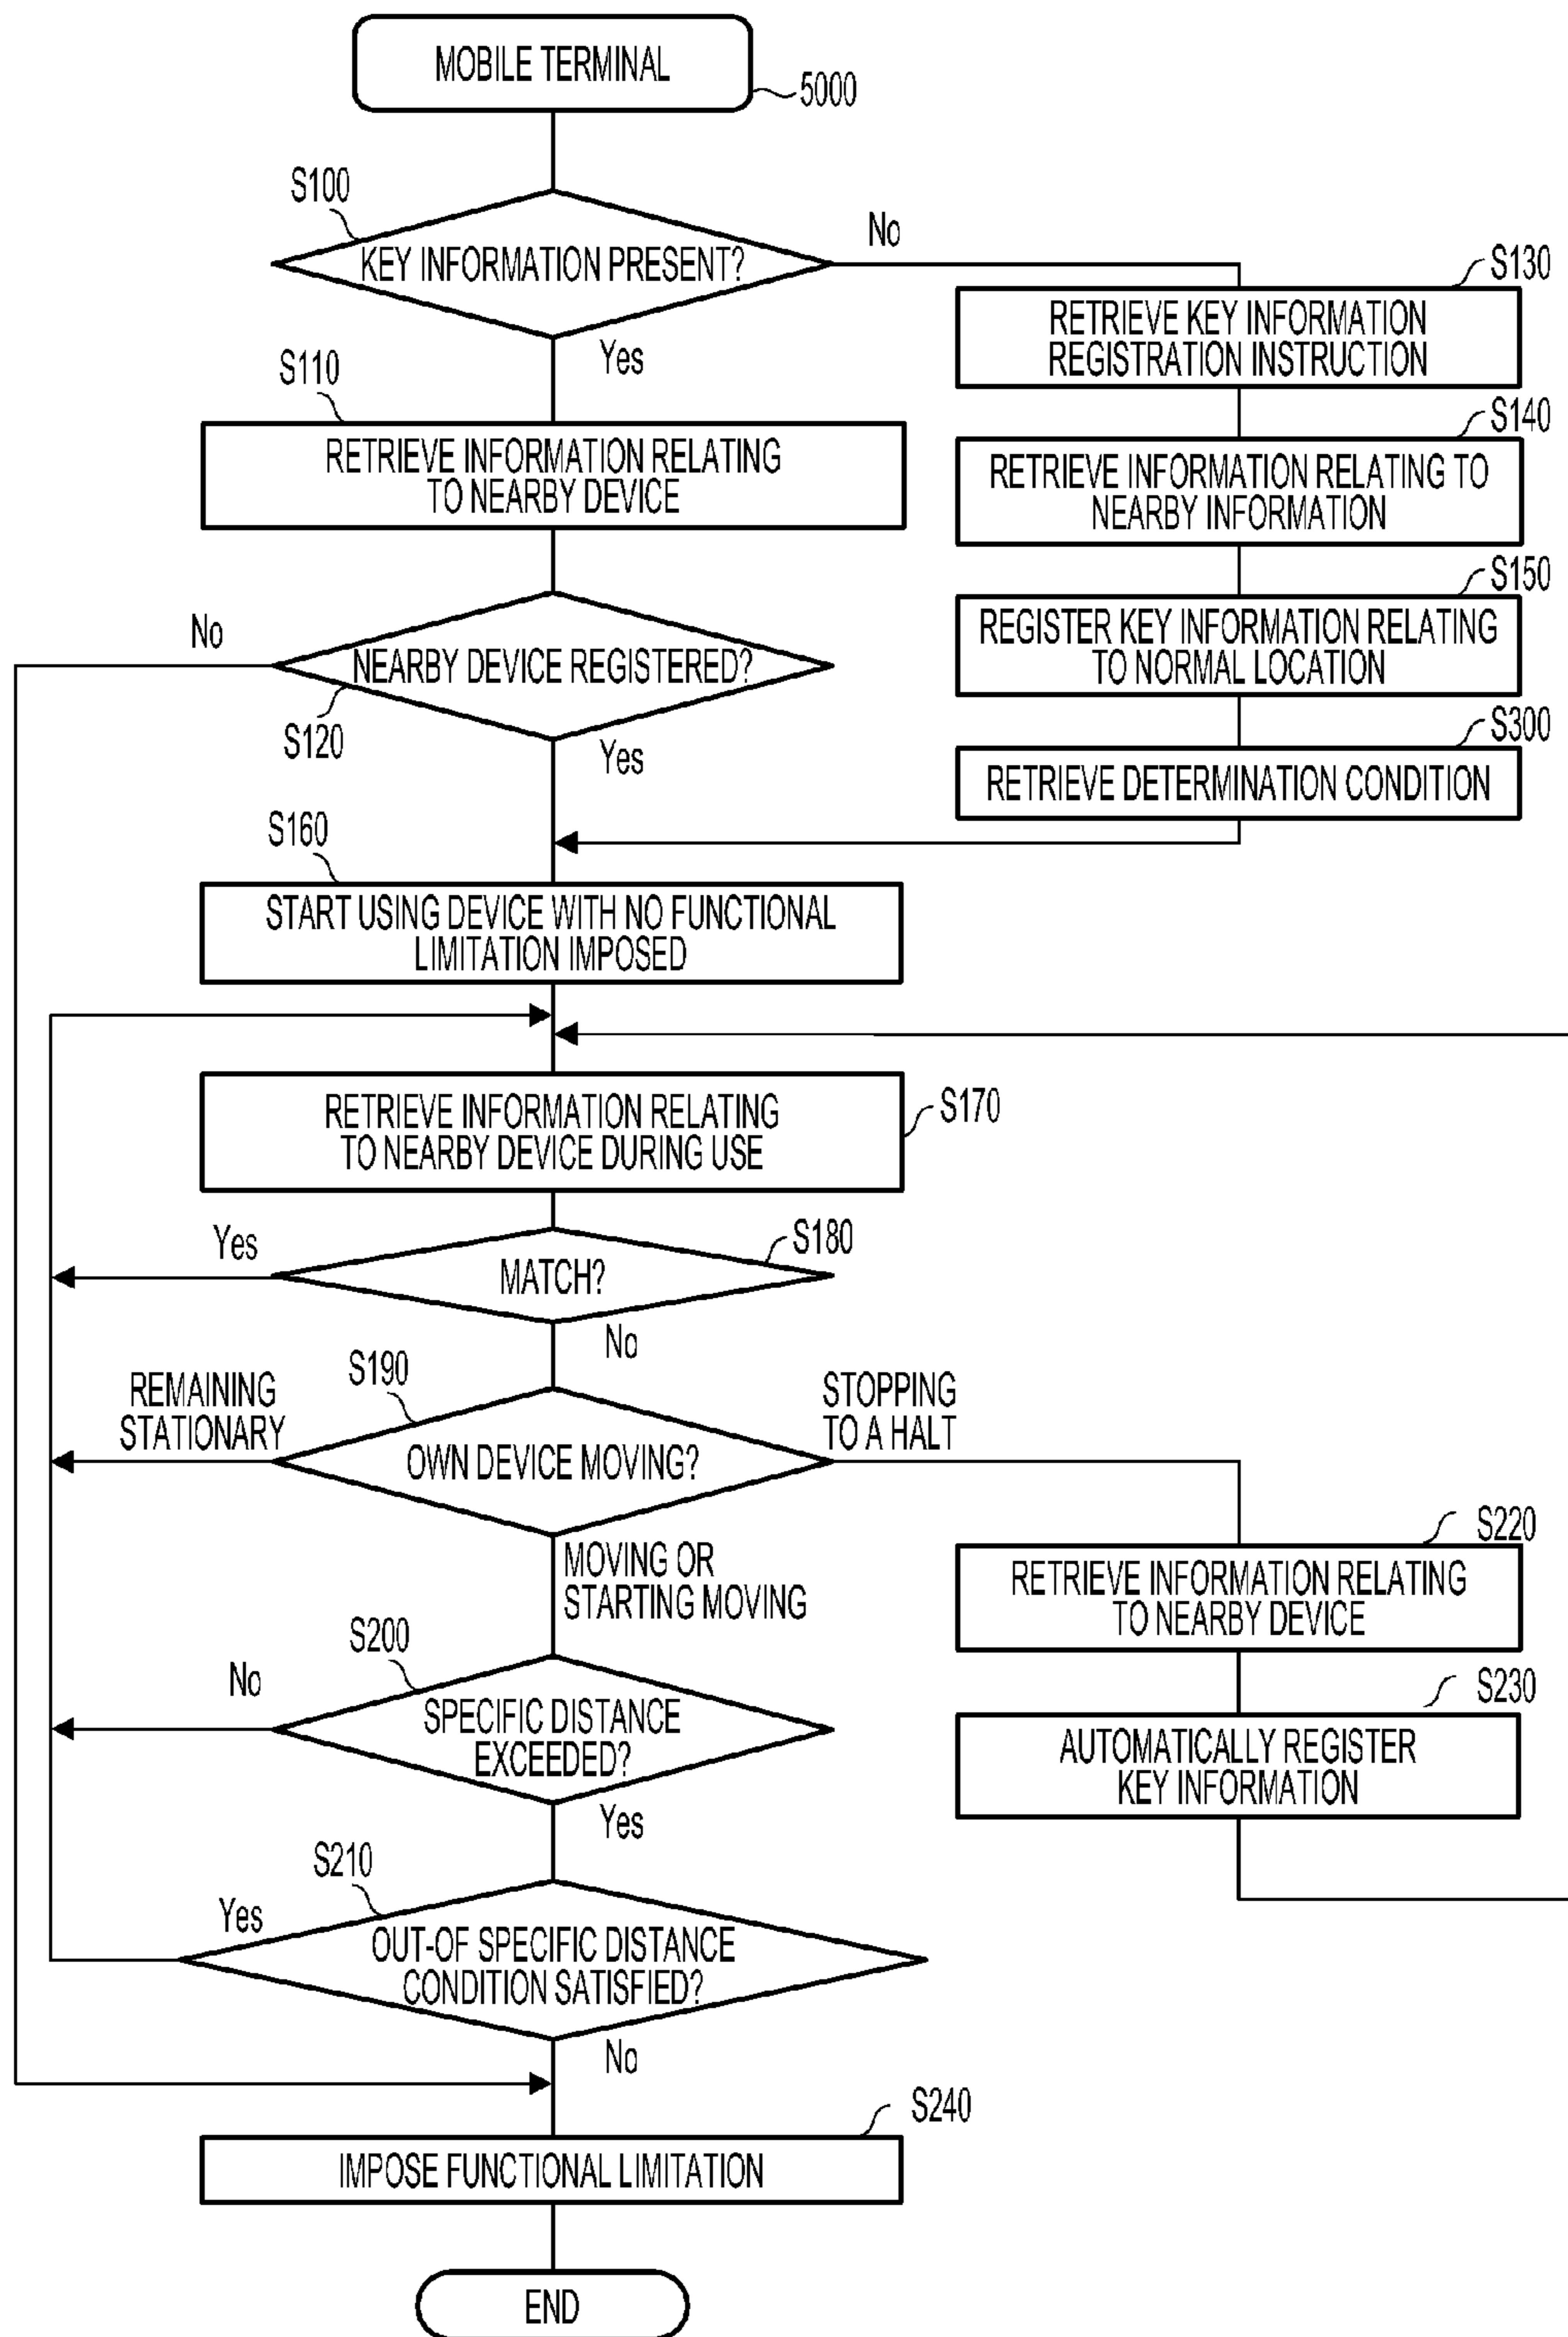 MOBILE TERMINAL
5000
S100
KEY INFORMATION PRESENT?
No
Yes
S130
RETRIEVE KEY INFORMATION
REGISTRATION INSTRUCTION
S110
RETRIEVE INFORMATION RELATING
TO NEARBY DEVICE
S140
RETRIEVE INFORMATION RELATING TO
NEARBY INFORMATION
No
NEARBY DEVICE REGISTERED?
S120
Yes
S150
REGISTER KEY INFORMATION RELATING
TO NORMAL LOCATION
S300
RETRIEVE DETERMINATION CONDITION
S160
START USING DEVICE WITH NO FUNCTIONAL
LIMITATION IMPOSED
RETRIEVE INFORMATION RELATING
TO NEARBY DEVICE DURING USE
S170
Yes
S180
MATCH?
No
S190
REMAINING
STATIONARY
OWN DEVICE MOVING?
STOPPING
TO A HALT
MOVING OR
STARTING MOVING
S220
RETRIEVE INFORMATION RELATING
TO NEARBY DEVICE
S200
No
SPECIFIC DISTANCE
EXCEEDED?
Yes
S230
AUTOMATICALLY REGISTER
KEY INFORMATION
S210
Yes
OUT-OF SPECIFIC DISTANCE
CONDITION SATISFIED?
No
S240
IMPOSE FUNCTIONAL LIMITATION
END